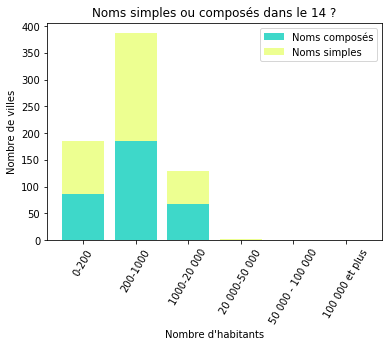 Noms simples ou composés dans le 14 ?
Noms composés
Noms simples
Nombre de villes
400
350
300
250
200
150
100
50
0
0-200
200-1000
1000-20 000
20 000-50 000
50 000 - 100 000
100 000 et plus
Nombre d'habitants